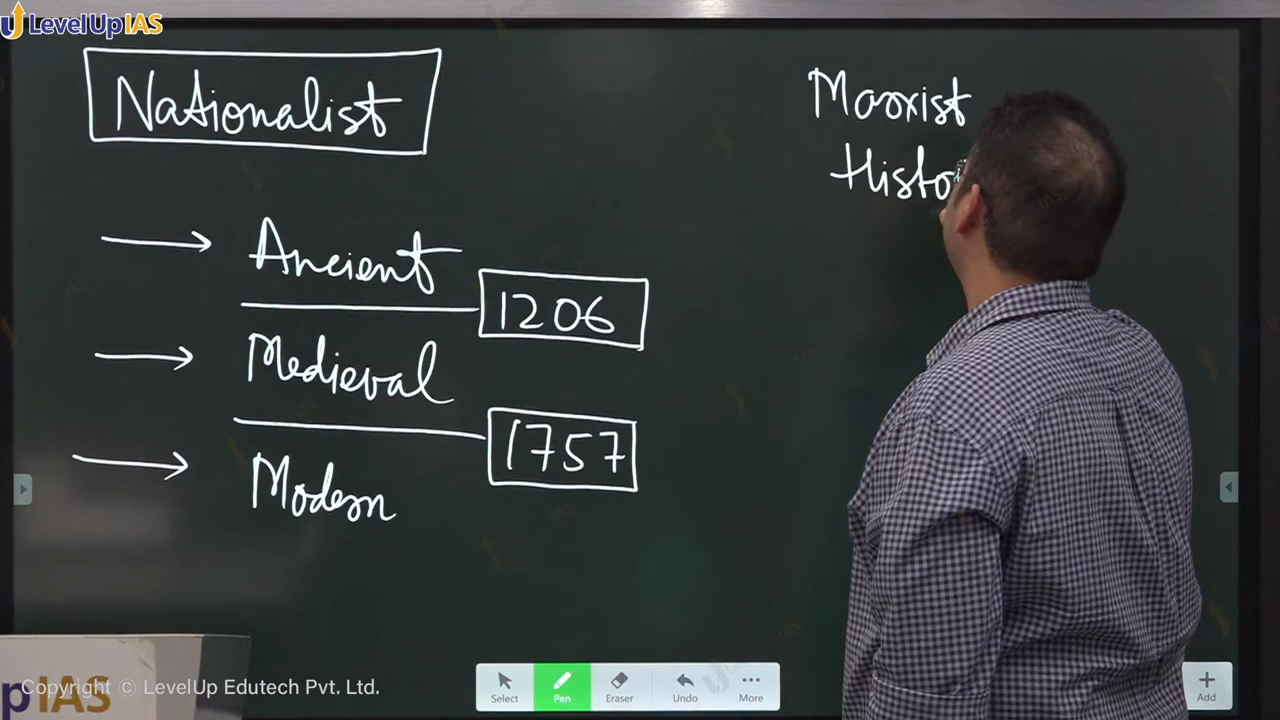 LevelUp IAS
Nationalist
Marxist
Histo
Ancient
1206
Medieval
1757
Modern
Copyright © LevelUp Edutech Pvt. Ltd.
pIAS
Select
Pen
Eraser
Undo
More
Add